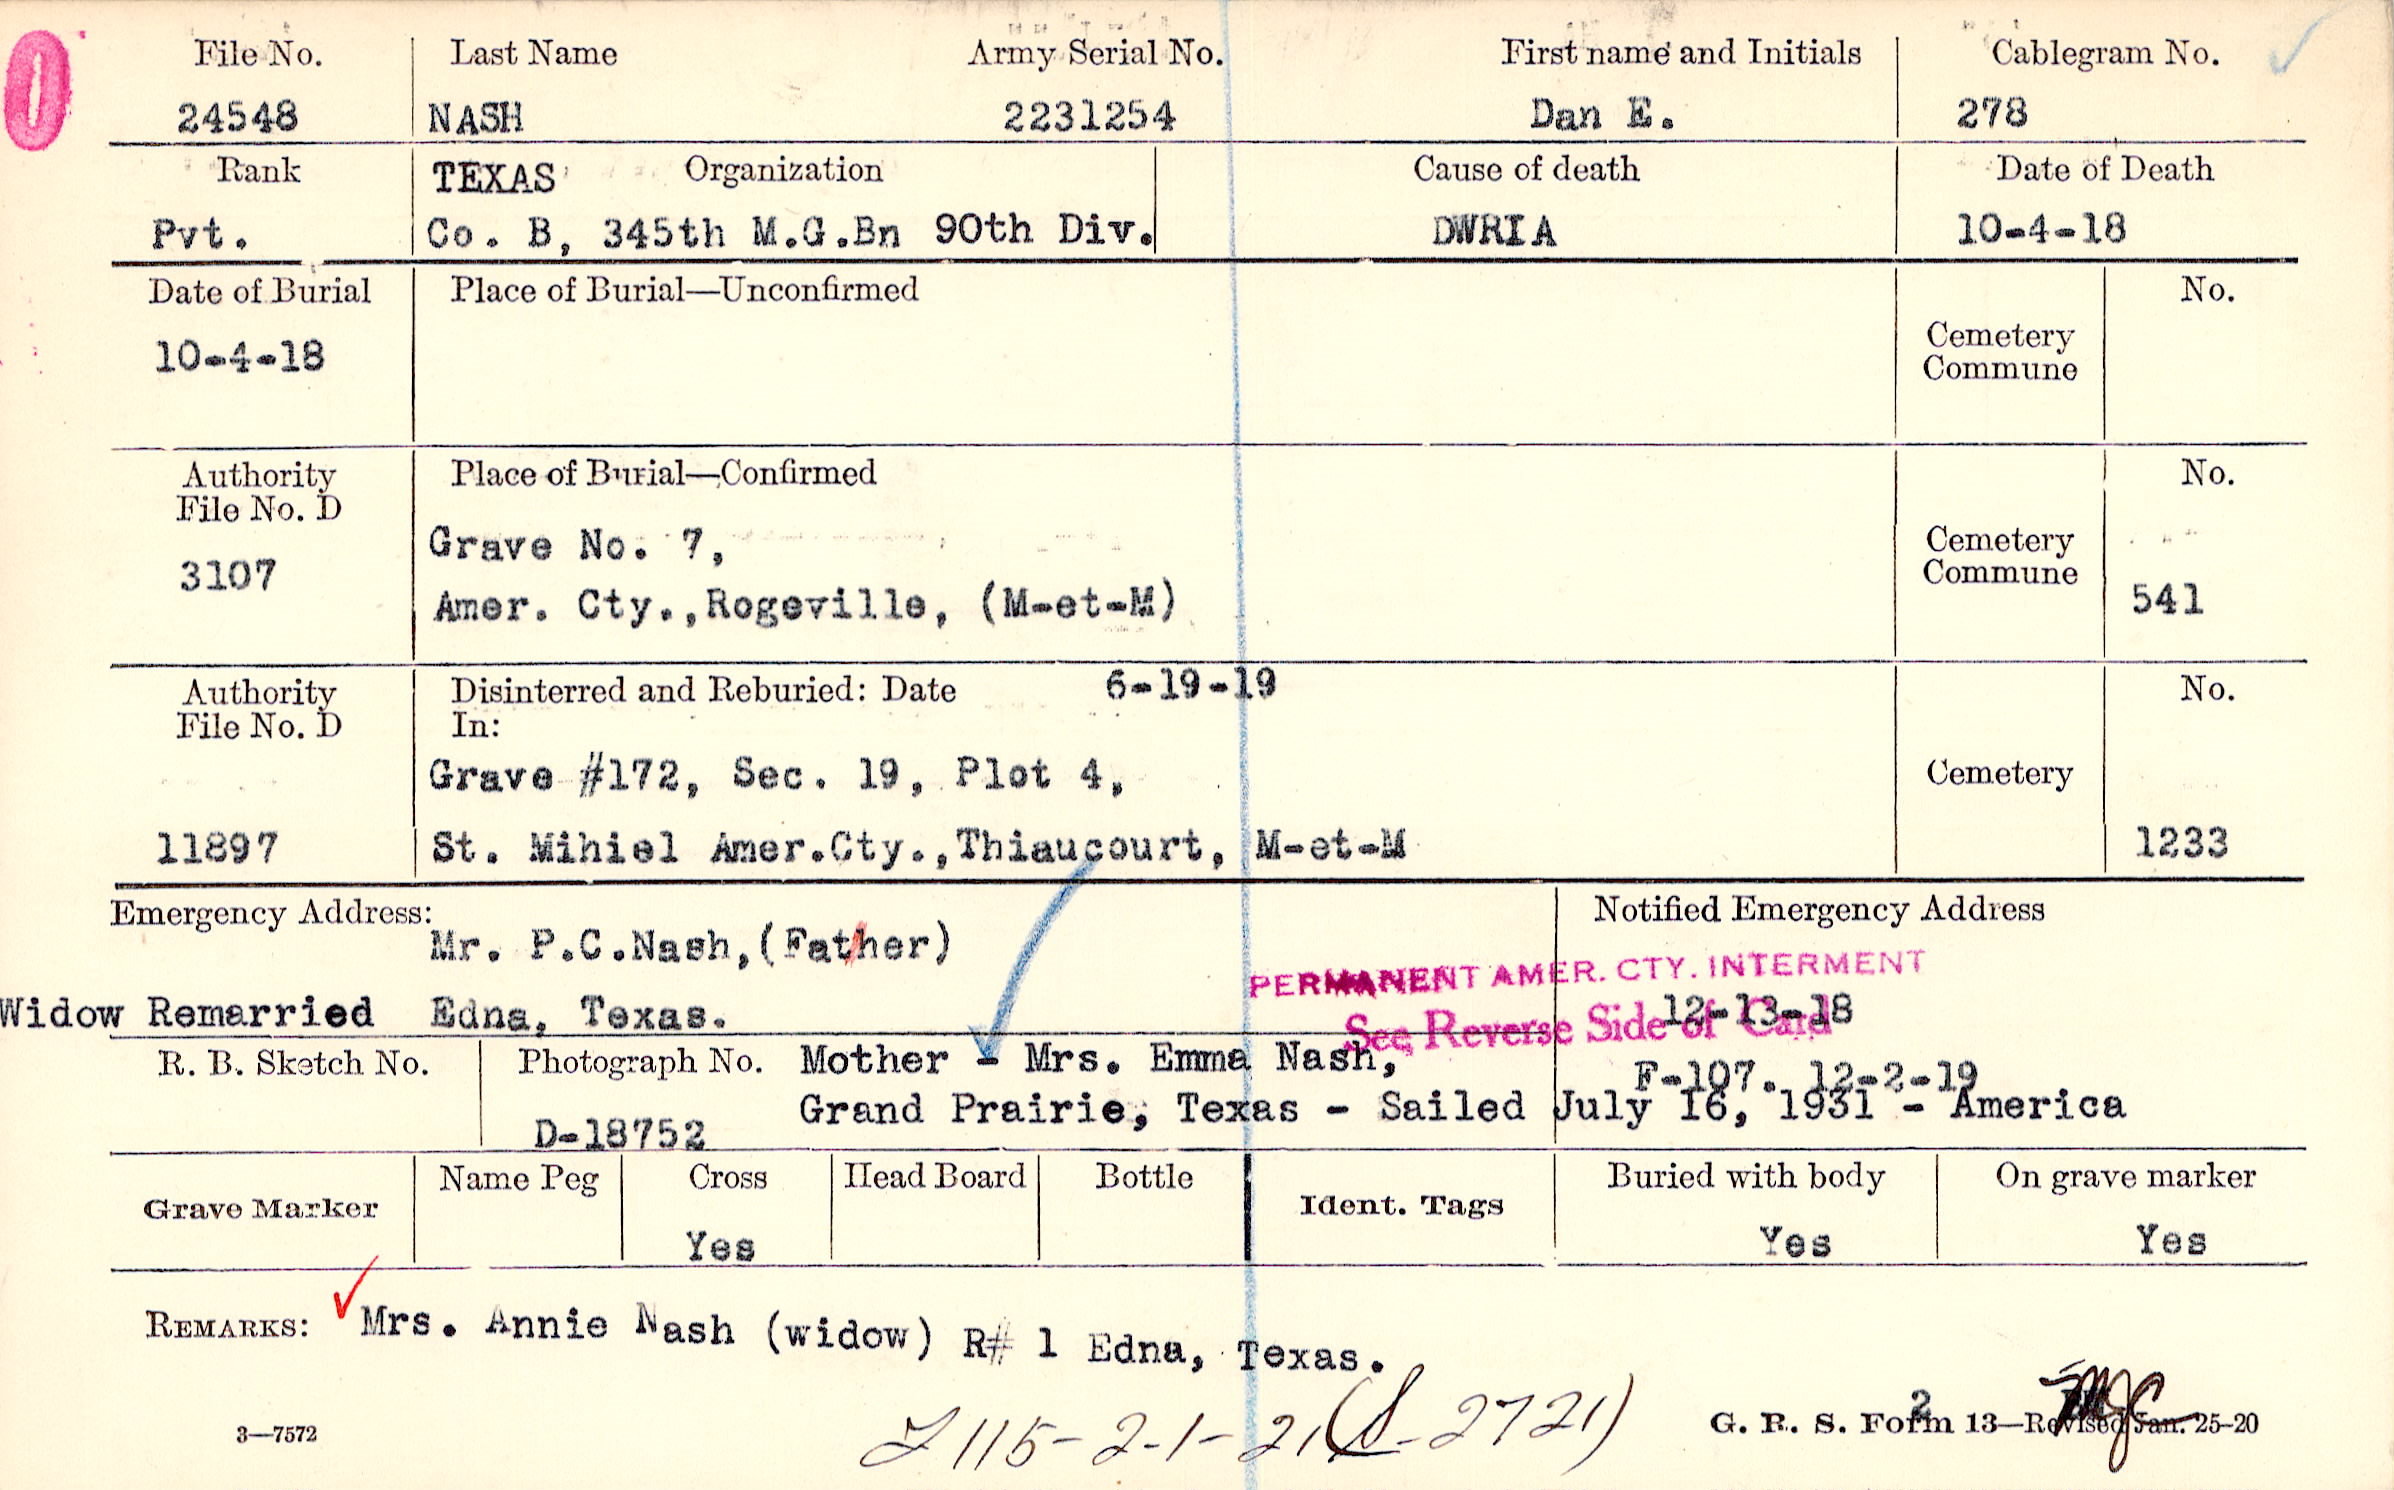 File No. Last Name Army Serial No. First name and Initials Cablegram No.
24548 NASH 2231254 Dan E. 278
Rank TEXAS Organization Cause of death Date of Death
Pvt. Co. B, 345th M.G.Bn 90th Div. DWRIA 10-4-18
Date of Burial Place of Burial—Unconfirmed No.
10-4-18
Cemetery
Commune
Authority Place of Burial—Confirmed No.
File No. D
3107
Grave No. 7,
Amer. Cty.,Rogeville, (M-et-M)
Cemetery
Commune
541
Authority Disinterred and Reburied: Date 6-19-19 No.
File No. D In:
Grave #172, Sec. 19, Plot 4, Cemetery
11897 St. Mihiel Amer.Cty.,Thiaucourt, M-et-M 1233
Emergency Address: Notified Emergency Address
Mr. P.C.Nash,(Father)
PERMANENT AMER. CTY. INTERMENT
Widow Remarried Edna, Texas. 12-13-18
See Reverse Side of Card
R. B. Sketch No. Photograph No. Mother - Mrs. Emma Nash,
F-107. 12-2-19
Grand Prairie, Texas - Sailed July 16, 1931 - America
D-18752
Grave Marker Name Peg Cross Head Board Bottle Ident. Tags Buried with body On grave marker
Yes Yes Yes
REMARKS: Mrs. Annie Nash (widow) R# 1 Edna, Texas.
115-2-1-21 2721)
3—7572 G. R. S. Form 13—Revised Jan. 25-20
2